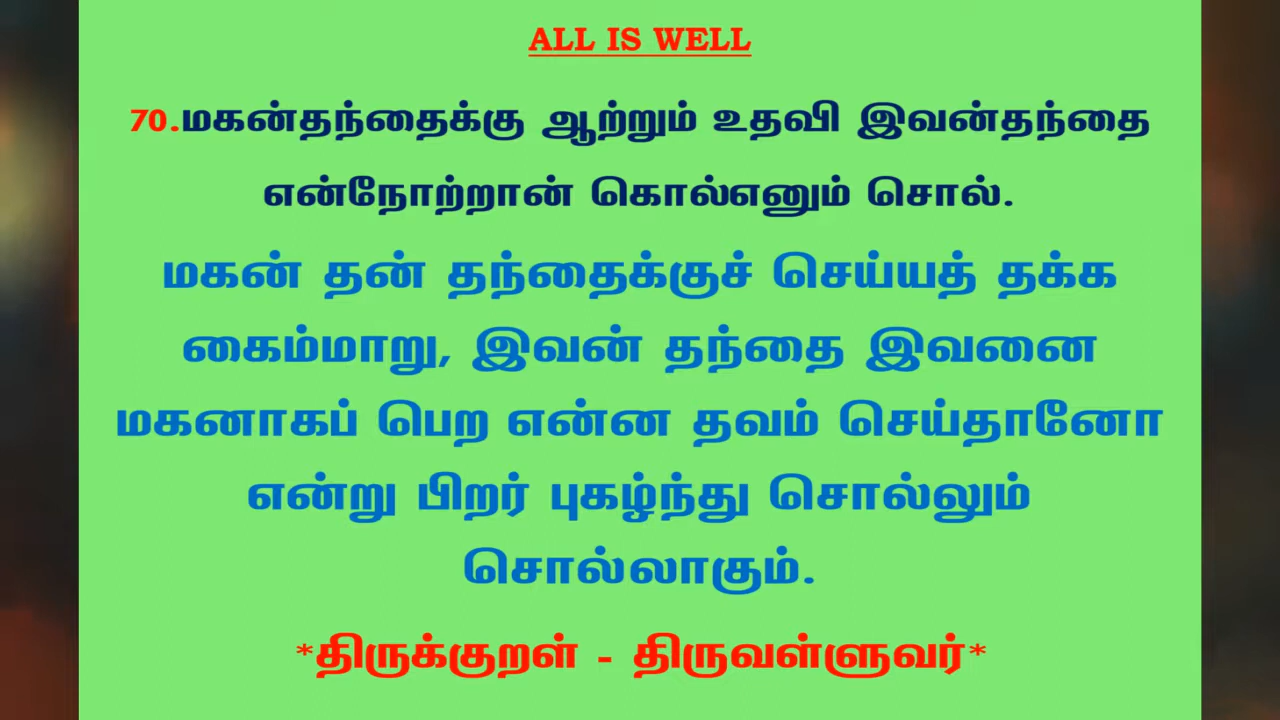 ALL IS WELL
70.மகன்தந்தைக்கு ஆற்றும் உதவி இவன்தந்தை
என்நோற்றான் கொல்எனும் சொல்.
மகன் தன் தந்தைக்குச் செய்யத் தக்க
கைம்மாறு, இவன் தந்தை இவனை
மகனாகப் பெற என்ன தவம் செய்தானோ
என்று பிறர் புகழ்ந்து சொல்லும்
சொல்லாகும்.
*திருக்குறள் - திருவள்ளுவர்*